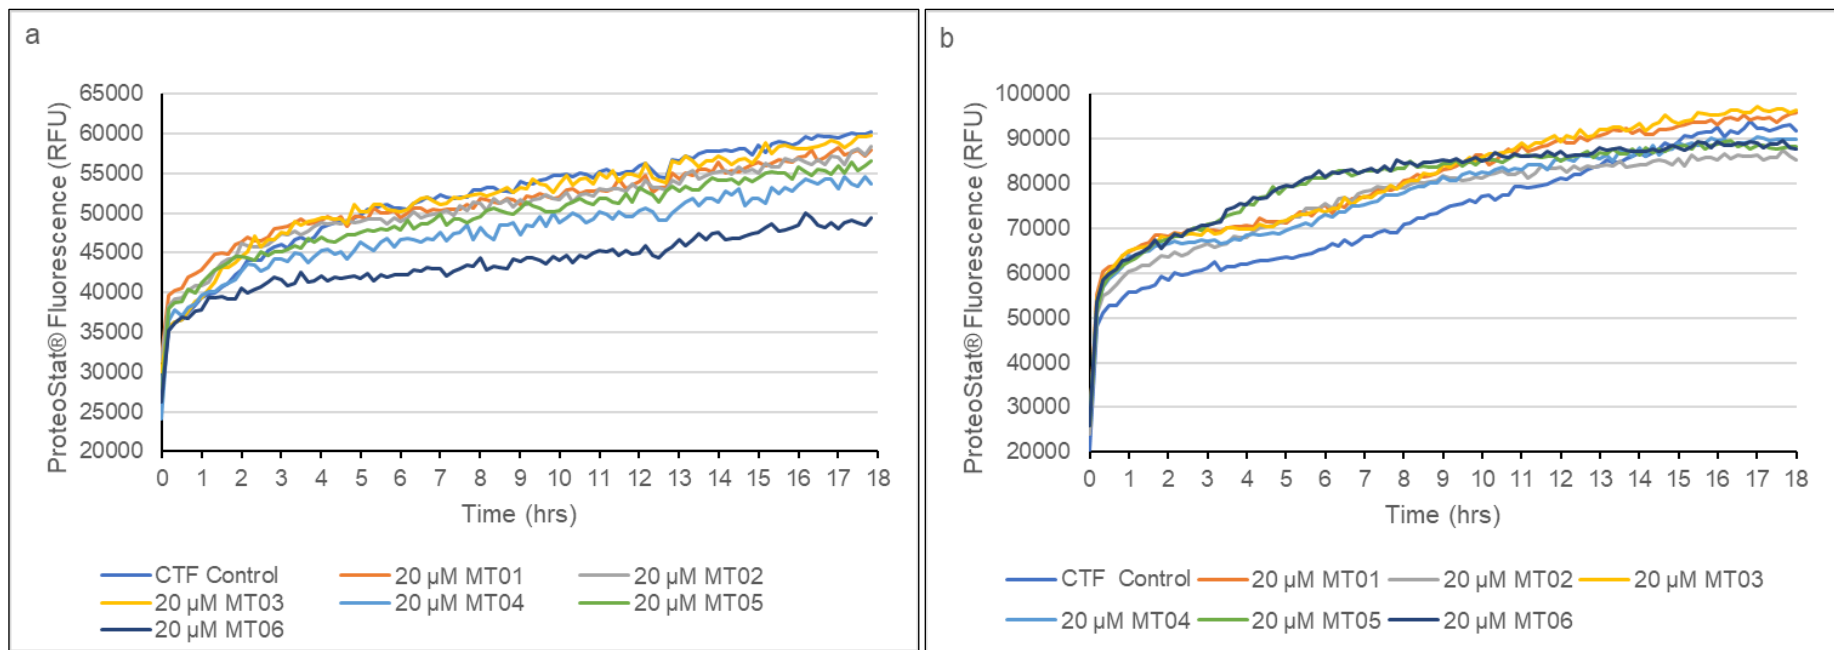 a
ProteoStat® Fluorescence (RFU)
65000
60000
55000
50000
45000
40000
35000
30000
25000
20000
0 1 2 3 4 5 6 7 8 9 10 11 12 13 14 15 16 17 18
Time (hrs)
CTF Control 20 µM MT01 20 µM MT02
20 µM MT03 20 µM MT04 20 µM MT05
20 µM MT06
b
ProteoStat® Fluorescence (RFU)
100000
90000
80000
70000
60000
50000
40000
30000
20000
0 1 2 3 4 5 6 7 8 9 10 11 12 13 14 15 16 17 18
Time (hrs)
CTF Control 20 µM MT01 20 µM MT02 20 µM MT03
20 µM MT04 20 µM MT05 20 µM MT06